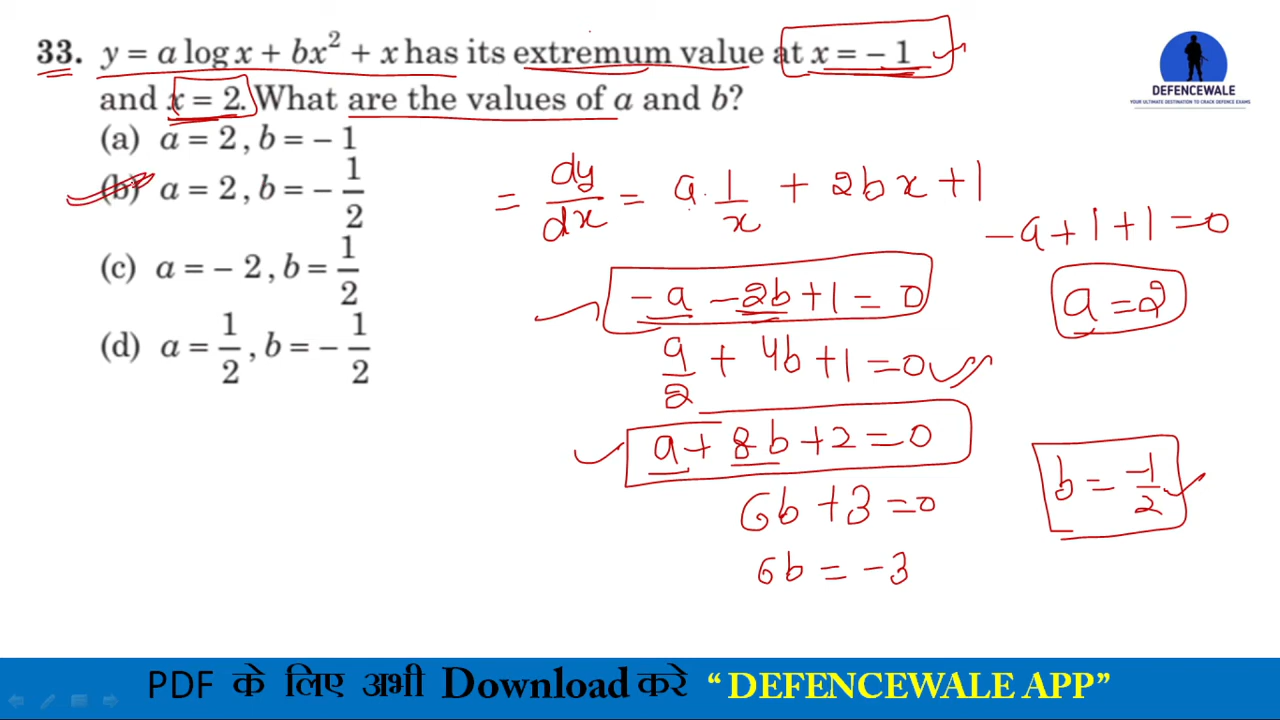 33. y = a log x + bx² + x has its extremum value at x = – 1
and x = 2. What are the values of a and b?
(a) a = 2, b = – 1
(b) a = 2, b = – 1/2
(c) a = – 2, b = 1/2
(d) a = 1/2, b = – 1/2
DEFENCEWALE
YOUR ULTIMATE DESTINATION TO CRACK DEFENCE EXAMS
= dy/dx = a · 1/x + 2bx + 1
– a – 2b + 1 = 0
a/2 + 4b + 1 = 0
a + 8b + 2 = 0
6b + 3 = 0
6b = – 3
– a + 1 + 1 = 0
a = 2
b = –1/2
PDF के लिए अभी Download करे “ DEFENCEWALE APP”